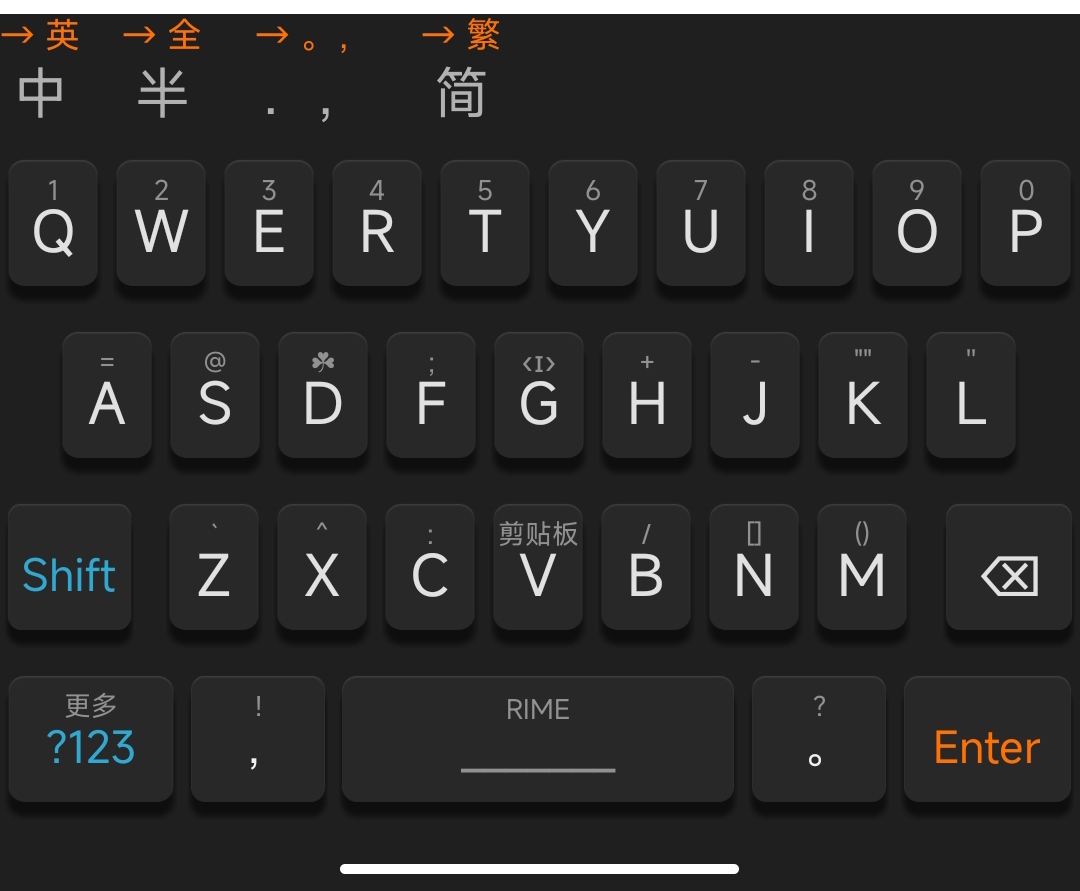 → 英 → 全 → 。, → 繁
中 半 . , 简
1 2 3 4 5 6 7 8 9 0
Q W E R T Y U I O P
= @ ☘ ; ‹I› + - "" "
A S D F G H J K L
` ^ : 剪贴板 / [] ()
Shift Z X C V B N M
更多 ! RIME ?
?123 , 。 Enter